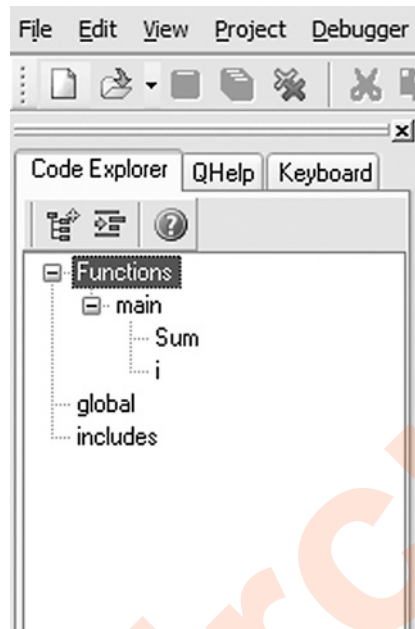 File Edit View Project Debugger
Code Explorer QHelp Keyboard
Functions
main
Sum
i
global
includes